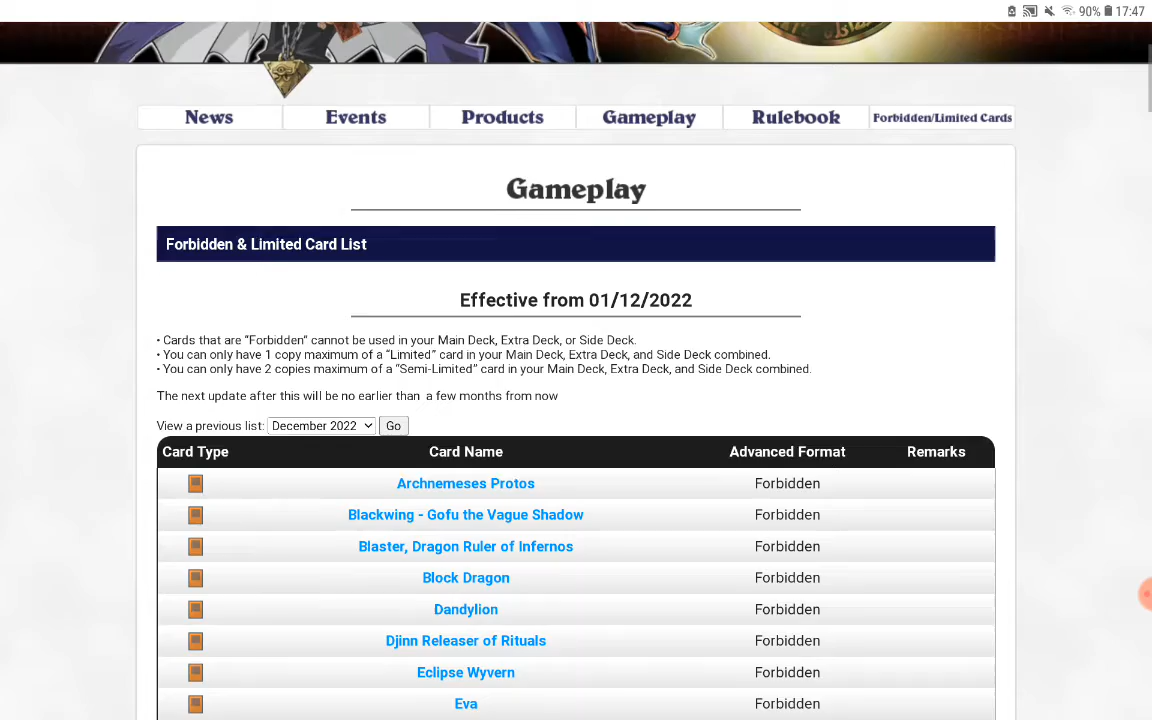 90% 17:47
News Events Products Gameplay Rulebook Forbidden/Limited Cards
Gameplay
Forbidden & Limited Card List
Effective from 01/12/2022
• Cards that are “Forbidden” cannot be used in your Main Deck, Extra Deck, or Side Deck.
• You can only have 1 copy maximum of a “Limited” card in your Main Deck, Extra Deck, and Side Deck combined.
• You can only have 2 copies maximum of a “Semi-Limited” card in your Main Deck, Extra Deck, and Side Deck combined.
The next update after this will be no earlier than a few months from now
View a previous list: December 2022 Go
Card Type Card Name Advanced Format Remarks
Archnemeses Protos Forbidden
Blackwing - Gofu the Vague Shadow Forbidden
Blaster, Dragon Ruler of Infernos Forbidden
Block Dragon Forbidden
Dandylion Forbidden
Djinn Releaser of Rituals Forbidden
Eclipse Wyvern Forbidden
Eva Forbidden